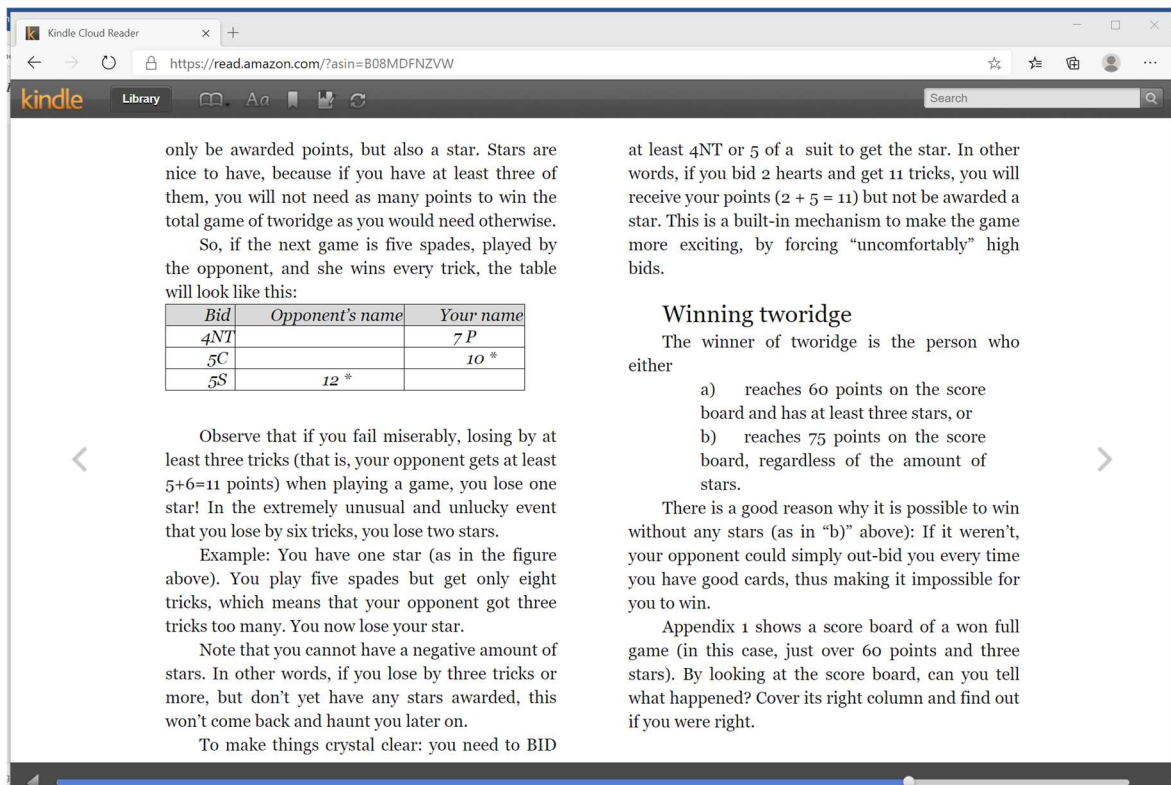 Kindle Cloud Reader
https://read.amazon.com/?asin=B08MDFNZVW
kindle
Library
Aa
Search
only be awarded points, but also a star. Stars are
nice to have, because if you have at least three of
them, you will not need as many points to win the
total game of tworidge as you would need otherwise.
So, if the next game is five spades, played by
the opponent, and she wins every trick, the table
will look like this:
Bid Opponent's name Your name
4NT 7 P
5C 10 *
5S 12 *
Observe that if you fail miserably, losing by at
least three tricks (that is, your opponent gets at least
5+6=11 points) when playing a game, you lose one
star! In the extremely unusual and unlucky event
that you lose by six tricks, you lose two stars.
Example: You have one star (as in the figure
above). You play five spades but get only eight
tricks, which means that your opponent got three
tricks too many. You now lose your star.
Note that you cannot have a negative amount of
stars. In other words, if you lose by three tricks or
more, but don't yet have any stars awarded, this
won't come back and haunt you later on.
To make things crystal clear: you need to BID
at least 4NT or 5 of a suit to get the star. In other
words, if you bid 2 hearts and get 11 tricks, you will
receive your points (2 + 5 = 11) but not be awarded a
star. This is a built-in mechanism to make the game
more exciting, by forcing “uncomfortably” high
bids.
Winning tworidge
The winner of tworidge is the person who
either
a) reaches 60 points on the score
board and has at least three stars, or
b) reaches 75 points on the score
board, regardless of the amount of
stars.
There is a good reason why it is possible to win
without any stars (as in “b)” above): If it weren't,
your opponent could simply out-bid you every time
you have good cards, thus making it impossible for
you to win.
Appendix 1 shows a score board of a won full
game (in this case, just over 60 points and three
stars). By looking at the score board, can you tell
what happened? Cover its right column and find out
if you were right.